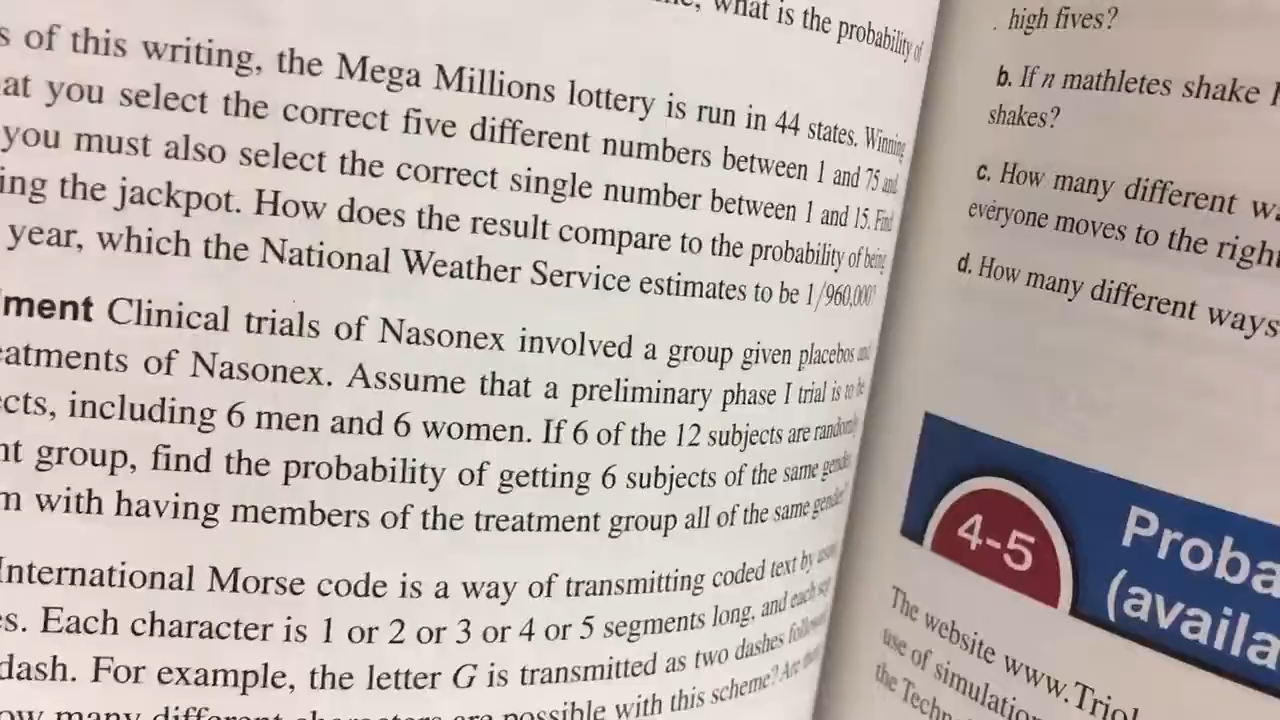 what is the probability of
s of this writing, the Mega Millions lottery is run in 44 states. Winning
at you select the correct five different numbers between 1 and 75 and
you must also select the correct single number between 1 and 15. Find
ing the jackpot. How does the result compare to the probability of being
year, which the National Weather Service estimates to be 1/960,000?
ment Clinical trials of Nasonex involved a group given placebos and
eatments of Nasonex. Assume that a preliminary phase I trial is to be
ects, including 6 men and 6 women. If 6 of the 12 subjects are randomly
nt group, find the probability of getting 6 subjects of the same gender
m with having members of the treatment group all of the same gender?
International Morse code is a way of transmitting coded text by using
es. Each character is 1 or 2 or 3 or 4 or 5 segments long, and each
dash. For example, the letter G is transmitted as two dashes
ow many different characters are possible with this scheme? Are
high fives?
b. If n mathletes shake
shakes?
c. How many different
everyone moves to the right
d. How many different ways
4-5
Proba
(availa
The website www.Triol
use of simulation
the Techn